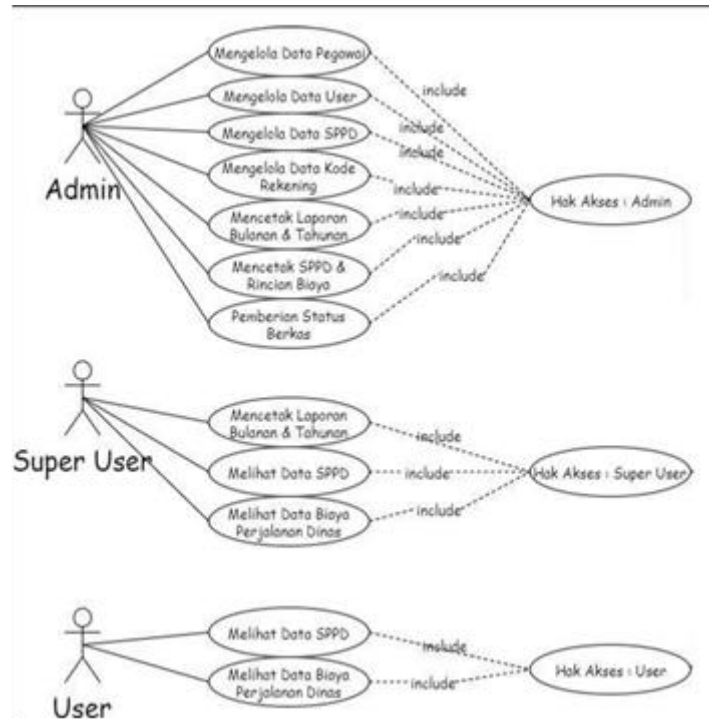 Mengelola Data Pegawai
include
Mengelola Data User
include
Mengelola Data SPPD
include
Admin
Mengelola Data Kode
Rekening
include
Hak Akses : Admin
Mencetak Laporan
Bulanan & Tahunan
include
Mencetak SPPD &
Rincian Biaya
include
Pemberian Status
Berkas
include
Super User
Mencetak Laporan
Bulanan & Tahunan
include
Melihat Data SPPD
include
Hak Akses : Super User
Melihat Data Biaya
Perjalanan Dinas
include
User
Melihat Data SPPD
include
Melihat Data Biaya
Perjalanan Dinas
include
Hak Akses : User